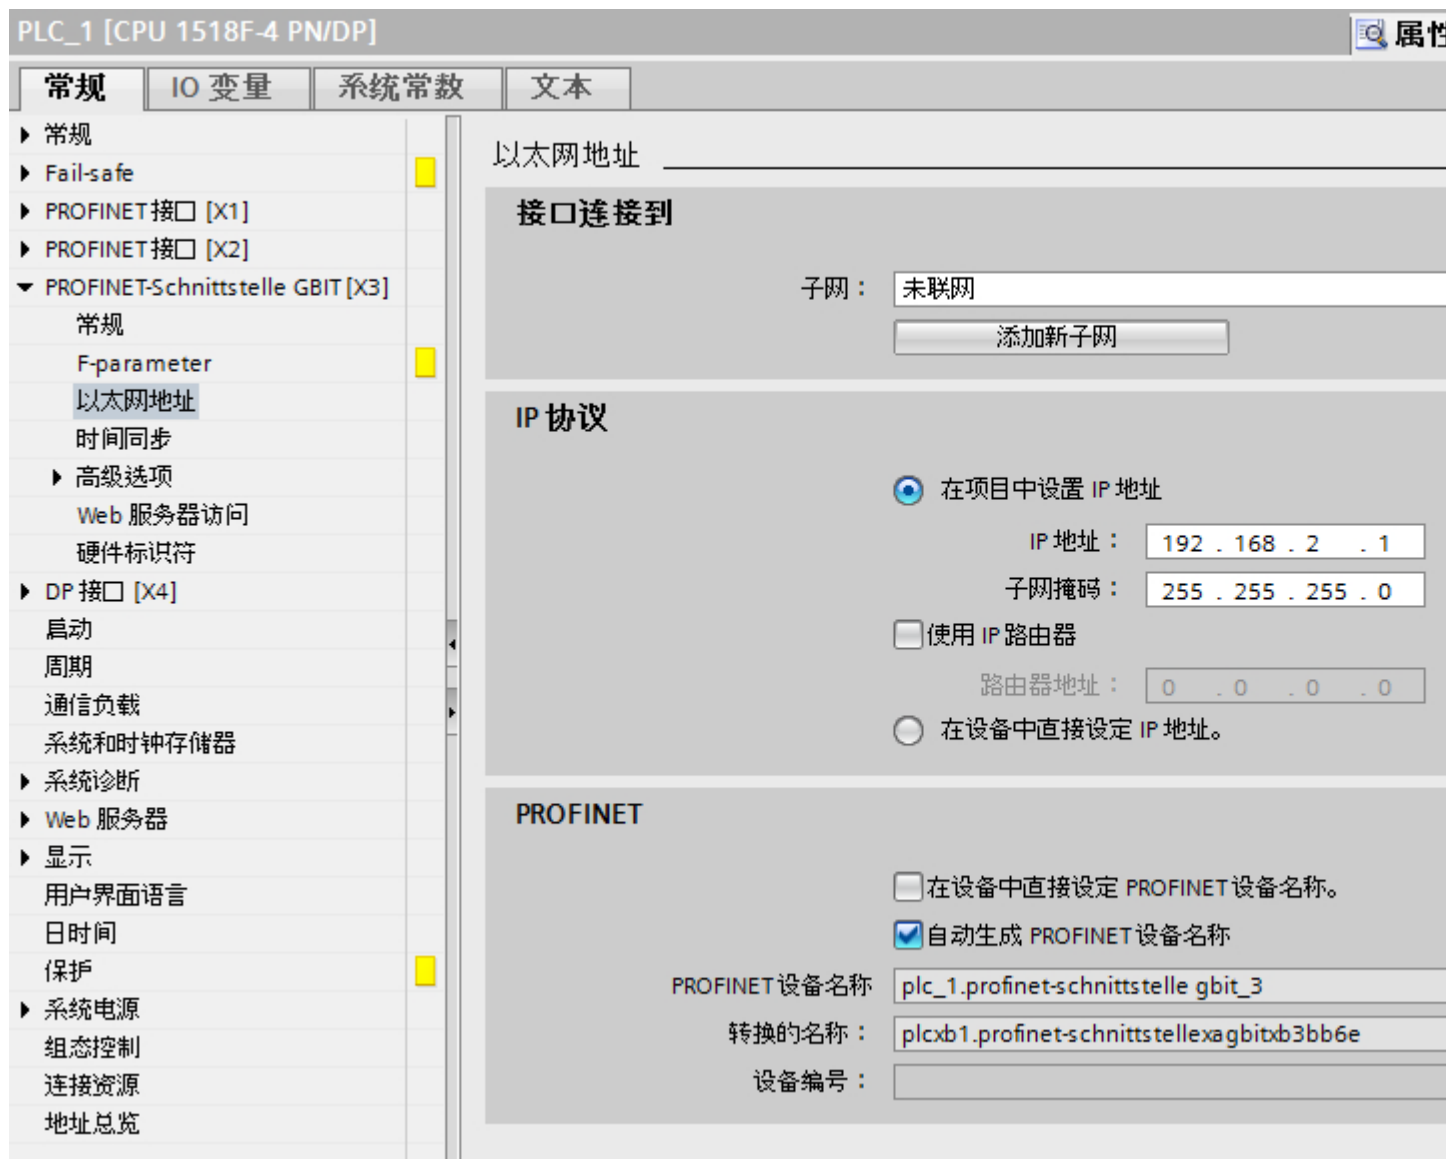 PLC_1 [CPU 1518F-4 PN/DP]
属性
常规
IO 变量
系统常数
文本
常规
Fail-safe
PROFINET接口 [X1]
PROFINET接口 [X2]
PROFINET-Schnittstelle GBIT [X3]
常规
F-parameter
以太网地址
时间同步
高级选项
Web 服务器访问
硬件标识符
DP 接口 [X4]
启动
周期
通信负载
系统和时钟存储器
系统诊断
Web 服务器
显示
用户界面语言
日时间
保护
系统电源
组态控制
连接资源
地址总览
以太网地址
接口连接到
子网：
未联网
添加新子网
IP 协议
在项目中设置 IP 地址
IP 地址：
192 . 168 . 2 . 1
子网掩码：
255 . 255 . 255 . 0
使用 IP 路由器
路由器地址：
0 . 0 . 0 . 0
在设备中直接设定 IP 地址。
PROFINET
在设备中直接设定 PROFINET 设备名称。
自动生成 PROFINET 设备名称
PROFINET 设备名称
plc_1.profinet-schnittstelle gbit_3
转换的名称：
plcxb1.profinet-schnittstellexagbitxb3bb6e
设备编号：